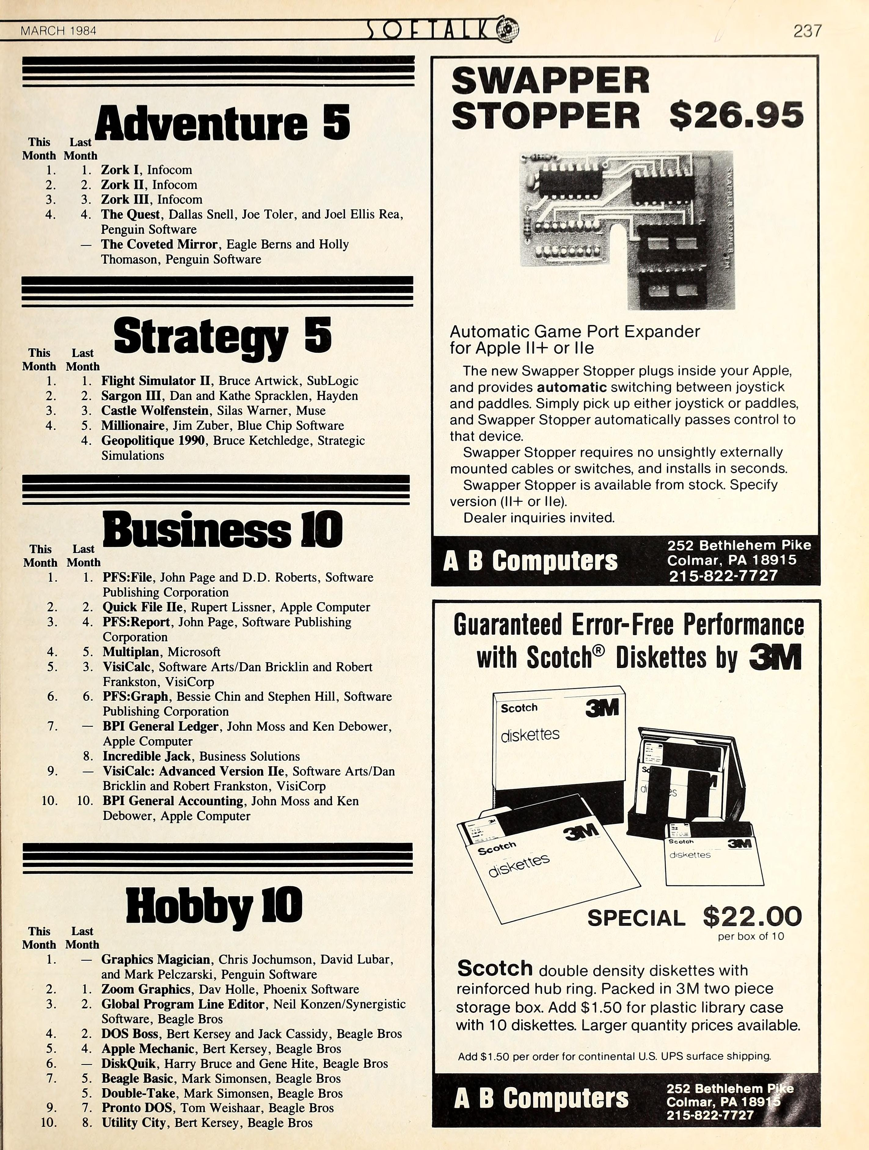 MARCH 1984
SOFTALK
237
Adventure 5
This Last
Month Month
1. 1. Zork I, Infocom
2. 2. Zork II, Infocom
3. 3. Zork III, Infocom
4. 4. The Quest, Dallas Snell, Joe Toler, and Joel Ellis Rea,
Penguin Software
— The Coveted Mirror, Eagle Berns and Holly
Thomason, Penguin Software
Strategy 5
This Last
Month Month
1. 1. Flight Simulator II, Bruce Artwick, SubLogic
2. 2. Sargon III, Dan and Kathe Spracklen, Hayden
3. 3. Castle Wolfenstein, Silas Warner, Muse
4. 5. Millionaire, Jim Zuber, Blue Chip Software
4. Geopolitique 1990, Bruce Ketchledge, Strategic
Simulations
Business 10
This Last
Month Month
1. 1. PFS:File, John Page and D.D. Roberts, Software
Publishing Corporation
2. 2. Quick File IIe, Rupert Lissner, Apple Computer
3. 4. PFS:Report, John Page, Software Publishing
Corporation
4. 5. Multiplan, Microsoft
5. 3. VisiCalc, Software Arts/Dan Bricklin and Robert
Frankston, VisiCorp
6. 6. PFS:Graph, Bessie Chin and Stephen Hill, Software
Publishing Corporation
7. — BPI General Ledger, John Moss and Ken Debower,
Apple Computer
8. Incredible Jack, Business Solutions
9. — VisiCalc: Advanced Version IIe, Software Arts/Dan
Bricklin and Robert Frankston, VisiCorp
10. 10. BPI General Accounting, John Moss and Ken
Debower, Apple Computer
Hobby 10
This Last
Month Month
1. — Graphics Magician, Chris Jochumson, David Lubar,
and Mark Pelczarski, Penguin Software
2. 1. Zoom Graphics, Dav Holle, Phoenix Software
3. 2. Global Program Line Editor, Neil Konzen/Synergistic
Software, Beagle Bros
4. 2. DOS Boss, Bert Kersey and Jack Cassidy, Beagle Bros
5. 4. Apple Mechanic, Bert Kersey, Beagle Bros
6. — DiskQuik, Harry Bruce and Gene Hite, Beagle Bros
7. 5. Beagle Basic, Mark Simonsen, Beagle Bros
5. Double-Take, Mark Simonsen, Beagle Bros
9. 7. Pronto DOS, Tom Weishaar, Beagle Bros
10. 8. Utility City, Bert Kersey, Beagle Bros
SWAPPER
STOPPER $26.95
SWAPPER STOPPER
Automatic Game Port Expander
for Apple II+ or IIe
The new Swapper Stopper plugs inside your Apple,
and provides automatic switching between joystick
and paddles. Simply pick up either joystick or paddles,
and Swapper Stopper automatically passes control to
that device.
Swapper Stopper requires no unsightly externally
mounted cables or switches, and installs in seconds.
Swapper Stopper is available from stock. Specify
version (II+ or IIe).
Dealer inquiries invited.
A B Computers
252 Bethlehem Pike
Colmar, PA 18915
215-822-7727
Guaranteed Error-Free Performance
with Scotch® Diskettes by 3M
Scotch 3M
diskettes
Scotch 3M
diskettes
Scotch 3M
diskettes
SPECIAL $22.00
per box of 10
Scotch double density diskettes with
reinforced hub ring. Packed in 3M two piece
storage box. Add $1.50 for plastic library case
with 10 diskettes. Larger quantity prices available.
Add $1.50 per order for continental U.S. UPS surface shipping.
A B Computers
252 Bethlehem Pike
Colmar, PA 18915
215-822-7727